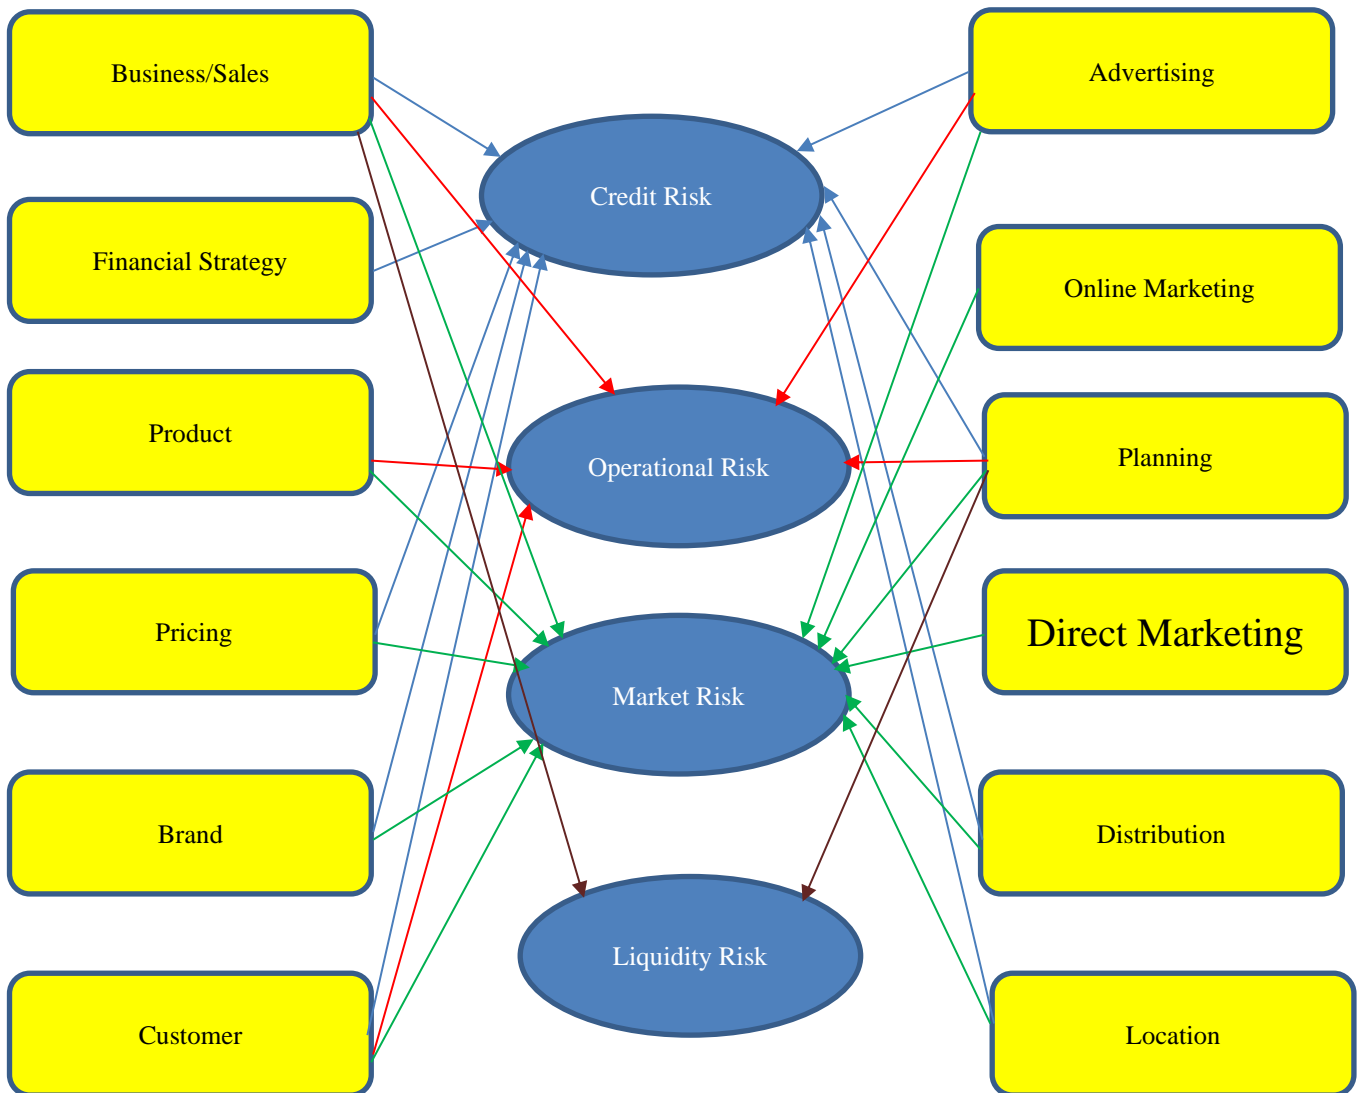 Business/Sales
Advertising
Credit Risk
Financial Strategy
Online Marketing
Product
Operational Risk
Planning
Pricing
Direct Marketing
Market Risk
Brand
Distribution
Liquidity Risk
Customer
Location